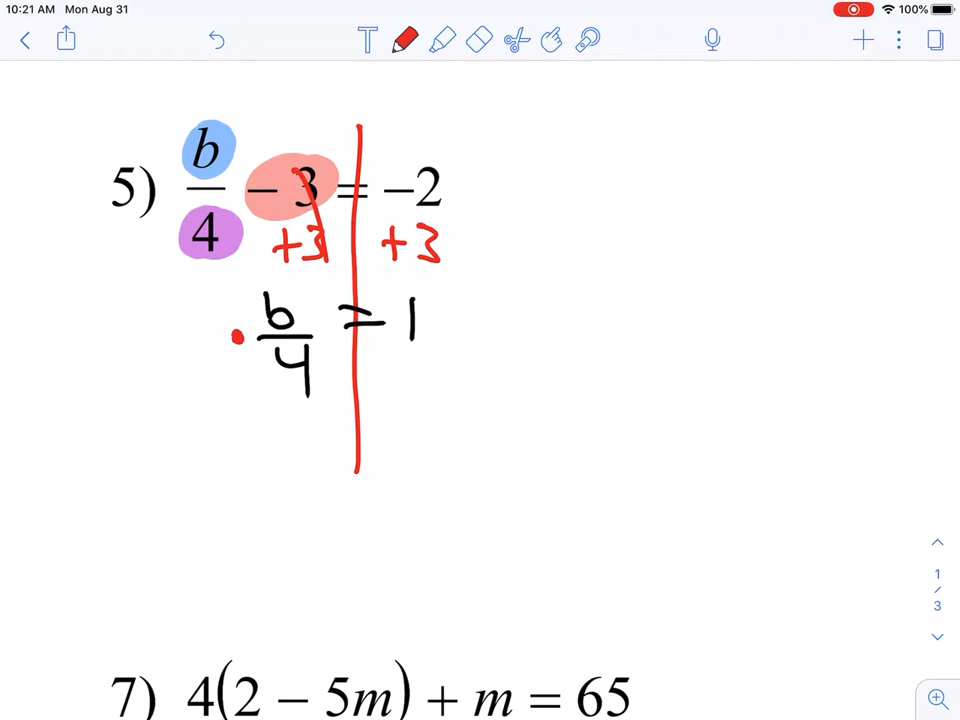 10:21 AM Mon Aug 31 100%
T
5) b/4 − 3 = −2
+3 +3
· b/4 = 1
1
/
3
7) 4(2 − 5m) + m = 65